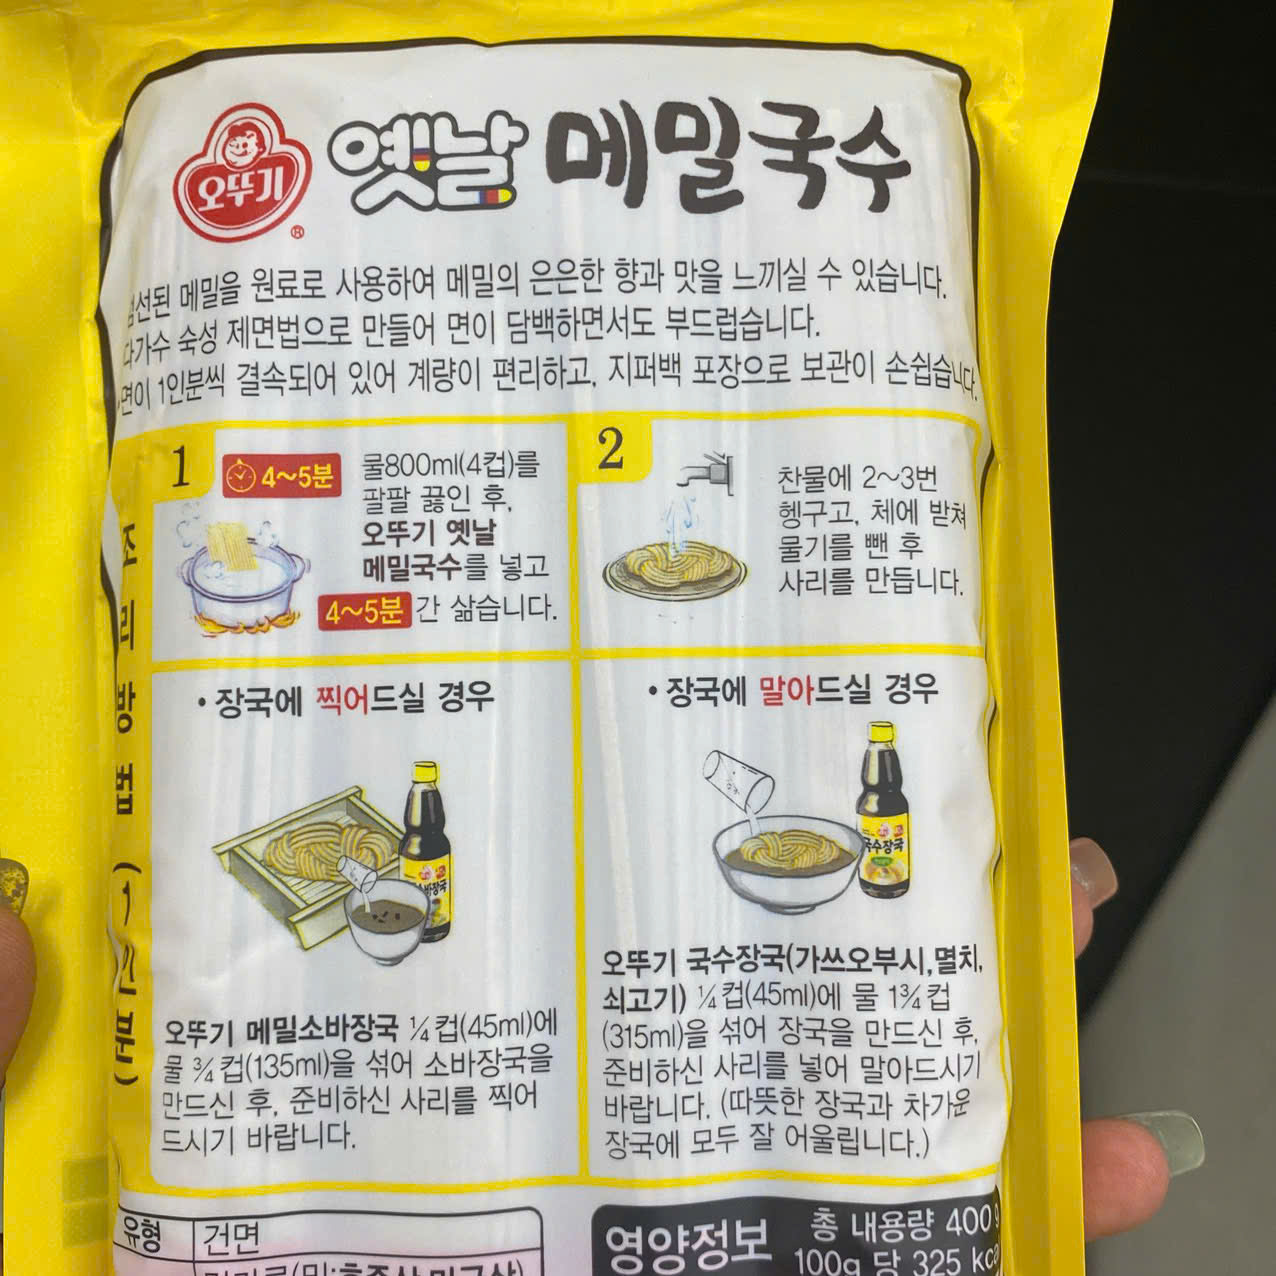 오뚜기
옛날 메밀국수
엄선된 메밀을 원료로 사용하여 메밀의 은은한 향과 맛을 느끼실 수 있습니다.
다가수 숙성 제면법으로 만들어 면이 담백하면서도 부드럽습니다.
면이 1인분씩 결속되어 있어 계량이 편리하고, 지퍼백 포장으로 보관이 손쉽습니다.
조리방법 (1인분)
1
4~5분
물800ml(4컵)를
팔팔 끓인 후,
오뚜기 옛날
메밀국수를 넣고
4~5분 간 삶습니다.
2
찬물에 2~3번
헹구고, 체에 받쳐
물기를 뺀 후
사리를 만듭니다.
• 장국에 찍어드실 경우
오뚜기 메밀소바장국 ¼컵(45ml)에
물 ¾컵(135ml)을 섞어 소바장국을
만드신 후, 준비하신 사리를 찍어
드시기 바랍니다.
• 장국에 말아드실 경우
국수장국
오뚜기 국수장국(가쓰오부시,멸치,
쇠고기) ¼컵(45ml)에 물 1¾컵
(315ml)을 섞어 장국을 만드신 후,
준비하신 사리를 넣어 말아드시기
바랍니다. (따뜻한 장국과 차가운
장국에 모두 잘 어울립니다.)
유형 건면
영양정보
총 내용량 400g
100g 당 325 kcal